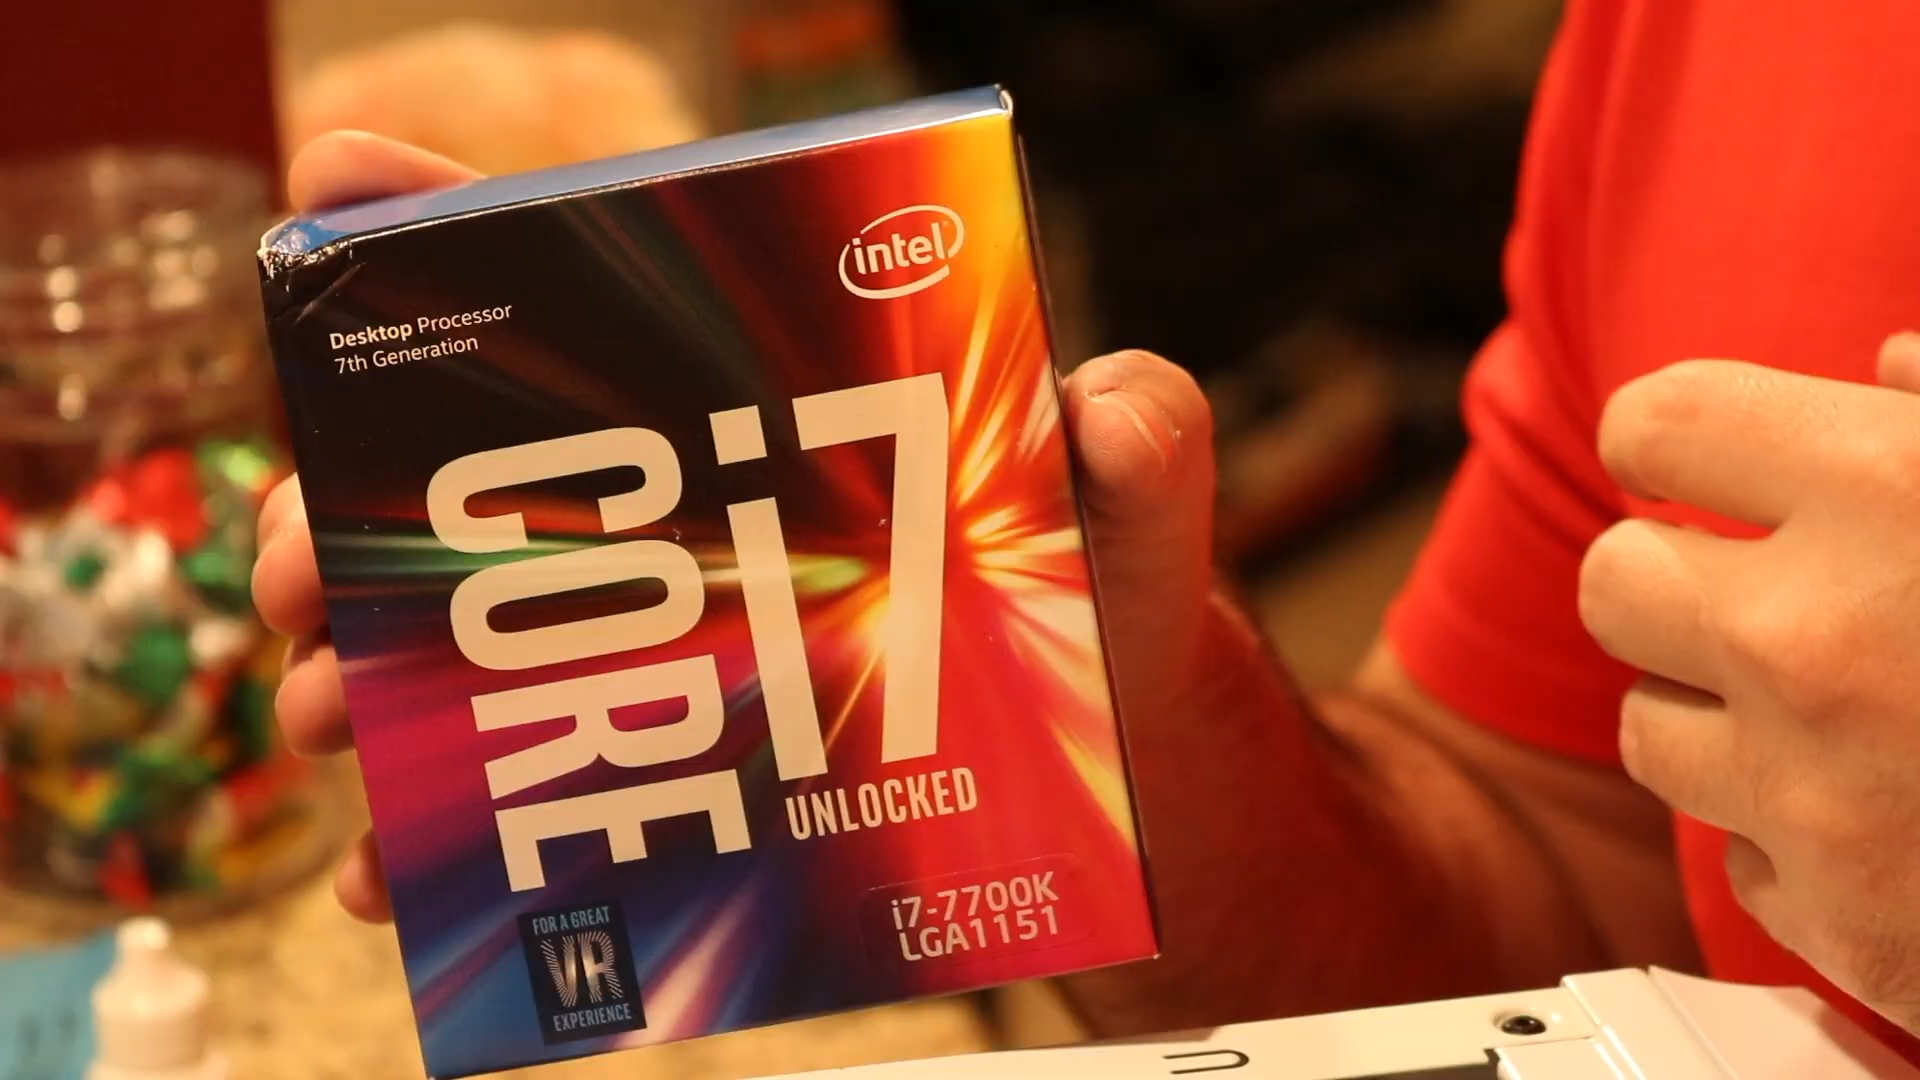 intel
Desktop Processor
7th Generation
CORE i7
UNLOCKED
i7-7700K
LGA1151
FOR A GREAT
VR
EXPERIENCE